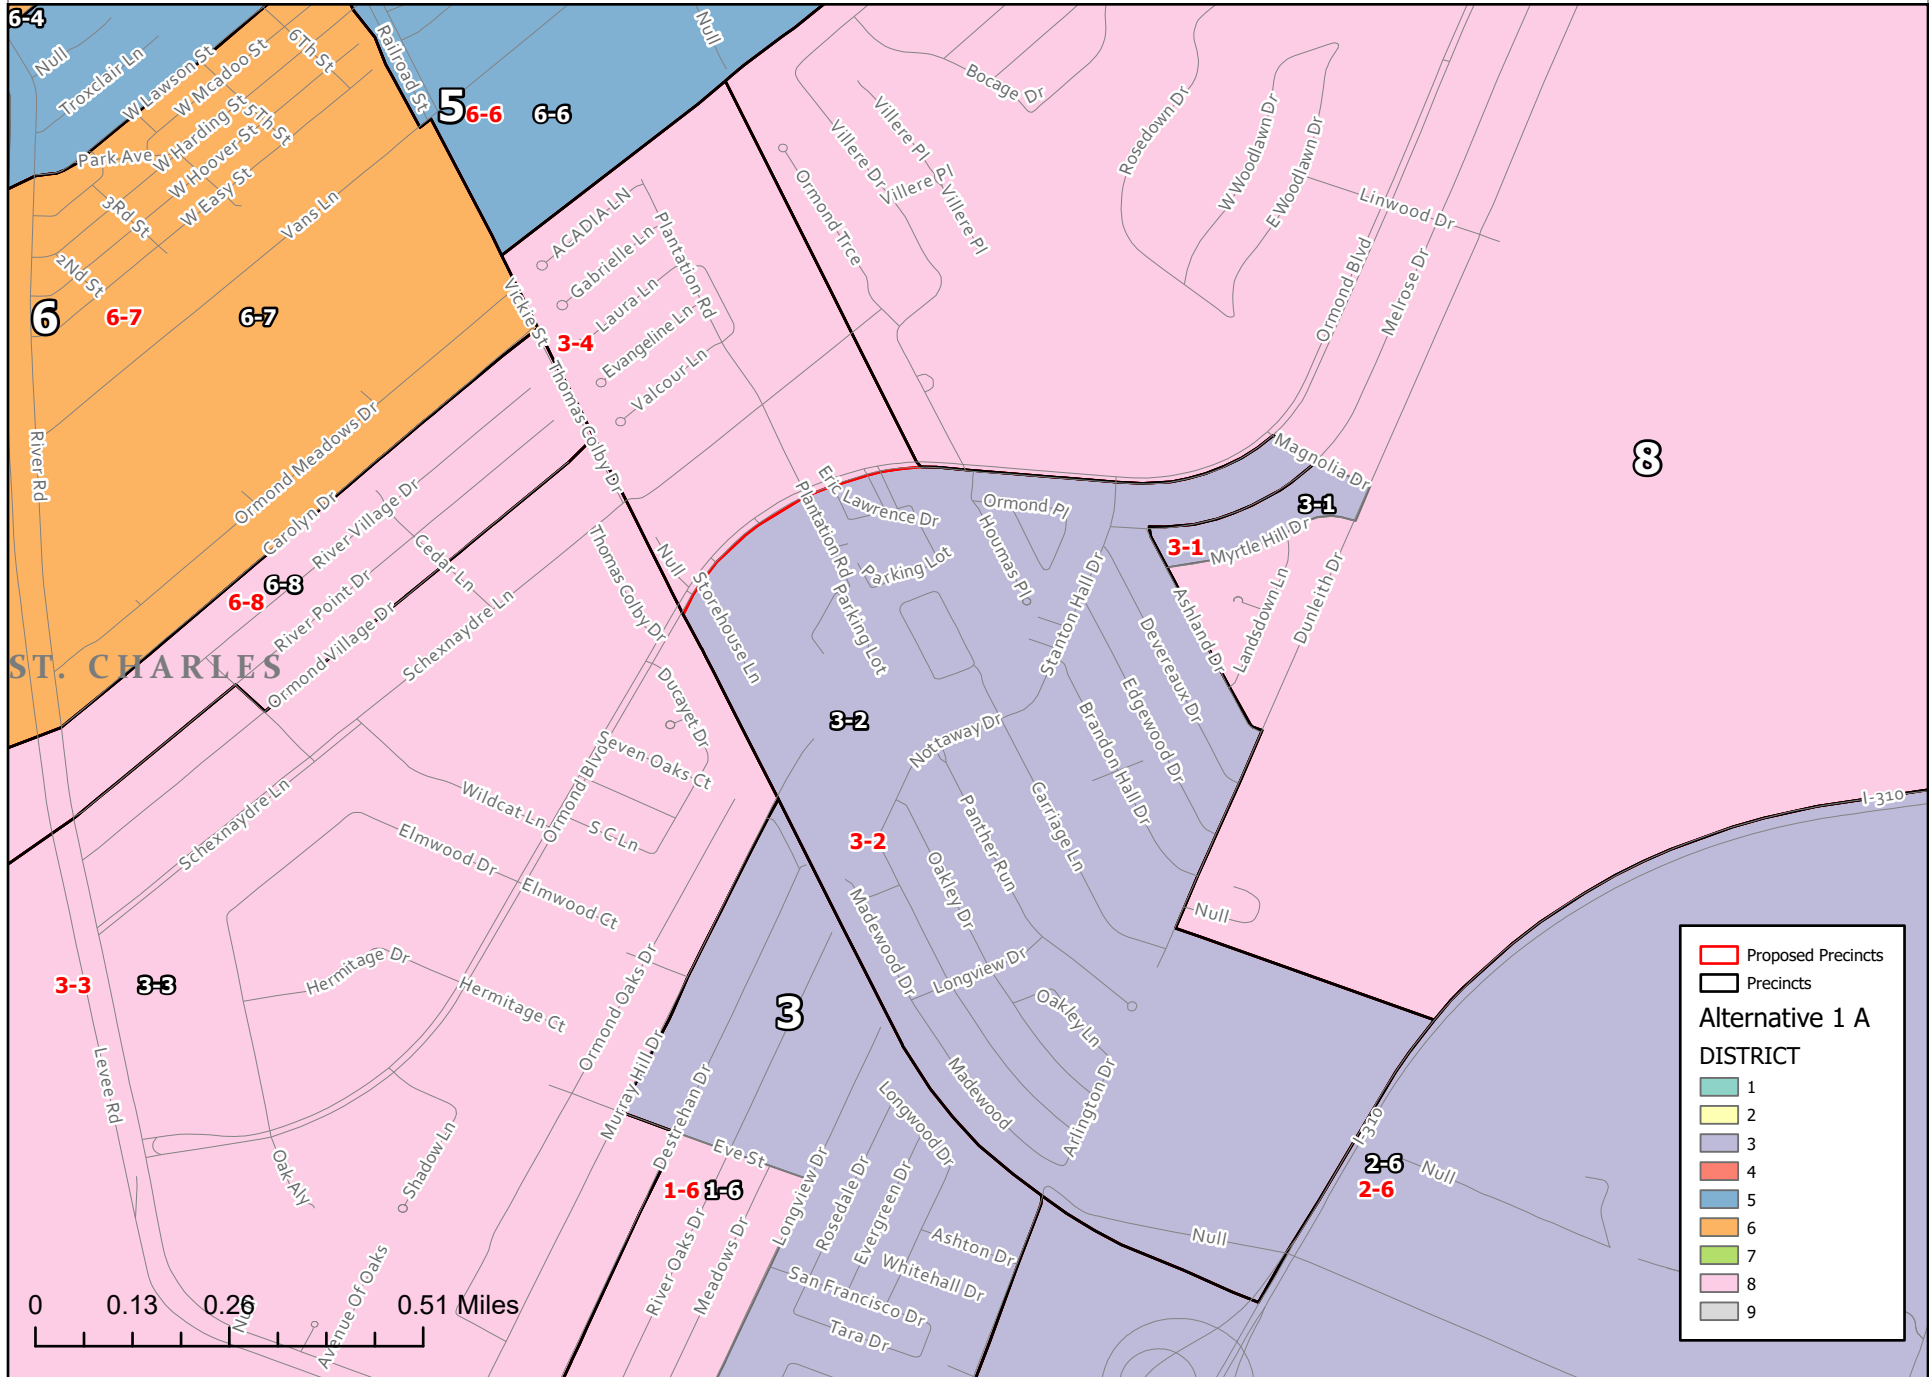 6-4
Null
Troxclair Ln
W Lawson St
W Mcadoo St
6Th St
Railroad St
Null
5
6-6
6-6
W Harding St
5Th St
Park Ave
W Hoover St
W Easy St
3Rd St
Vans Ln
2Nd St
6
6-7
6-7
Bocage Dr
Villere Pl
Villere Dr
Villere Pl
Villere Pl
Rosedown Dr
W Woodlawn Dr
E Woodlawn Dr
Linwood Dr
Ormond Blvd
Melrose Dr
Ormond Trce
ACADIA LN
Plantation Rd
Gabrielle Ln
Vickie St
Laura Ln
3-4
Evangeline Ln
Valcour Ln
Thomas Colby Dr
River Rd
Ormond Meadows Dr
Carolyn Dr
River Village Dr
Cedar Ln
6-8
6-8
River Point Dr
Ormond Village Dr
Schexnaydre Ln
ST. CHARLES
Thomas Colby Dr
Null
Storehouse Ln
Plantation Rd
Eric Lawrence Dr
Parking Lot
Parking Lot
Houmas Pl
Ormond Pl
Magnolia Dr
3-1
3-1
Myrtle Hill Dr
8
Ashland Dr
Landsdown Ln
Dunleith Dr
Stanton Hall Dr
Devereaux Dr
Edgewood Dr
Brandon Hall Dr
3-2
Nottaway Dr
Ducayet Dr
Seven Oaks Ct
Ormond Blvd
Wildcat Ln
S C Ln
Schexnaydre Ln
Elmwood Dr
Elmwood Ct
3-2
Panther Run
Carriage Ln
Oakley Dr
Madewood Dr
Longview Dr
Oakley Ln
Null
I-310
Hermitage Dr
Hermitage Ct
3-3
3-3
Ormond Oaks Dr
Murray Hill Dr
3
Madewood
Arlington Dr
Levee Rd
Destrehan Dr
Longwood Dr
Eve St
1-6
1-6
Oak Aly
Shadow Ln
Longview Dr
Rosedale Dr
Evergreen Dr
Ashton Dr
Whitehall Dr
San Francisco Dr
Tara Dr
River Oaks Dr
Meadows Dr
Avenue Of Oaks
Null
Null
I-310
2-6
2-6
Null
0 0.13 0.26 0.51 Miles
Proposed Precincts
Precincts
Alternative 1 A
DISTRICT
1
2
3
4
5
6
7
8
9